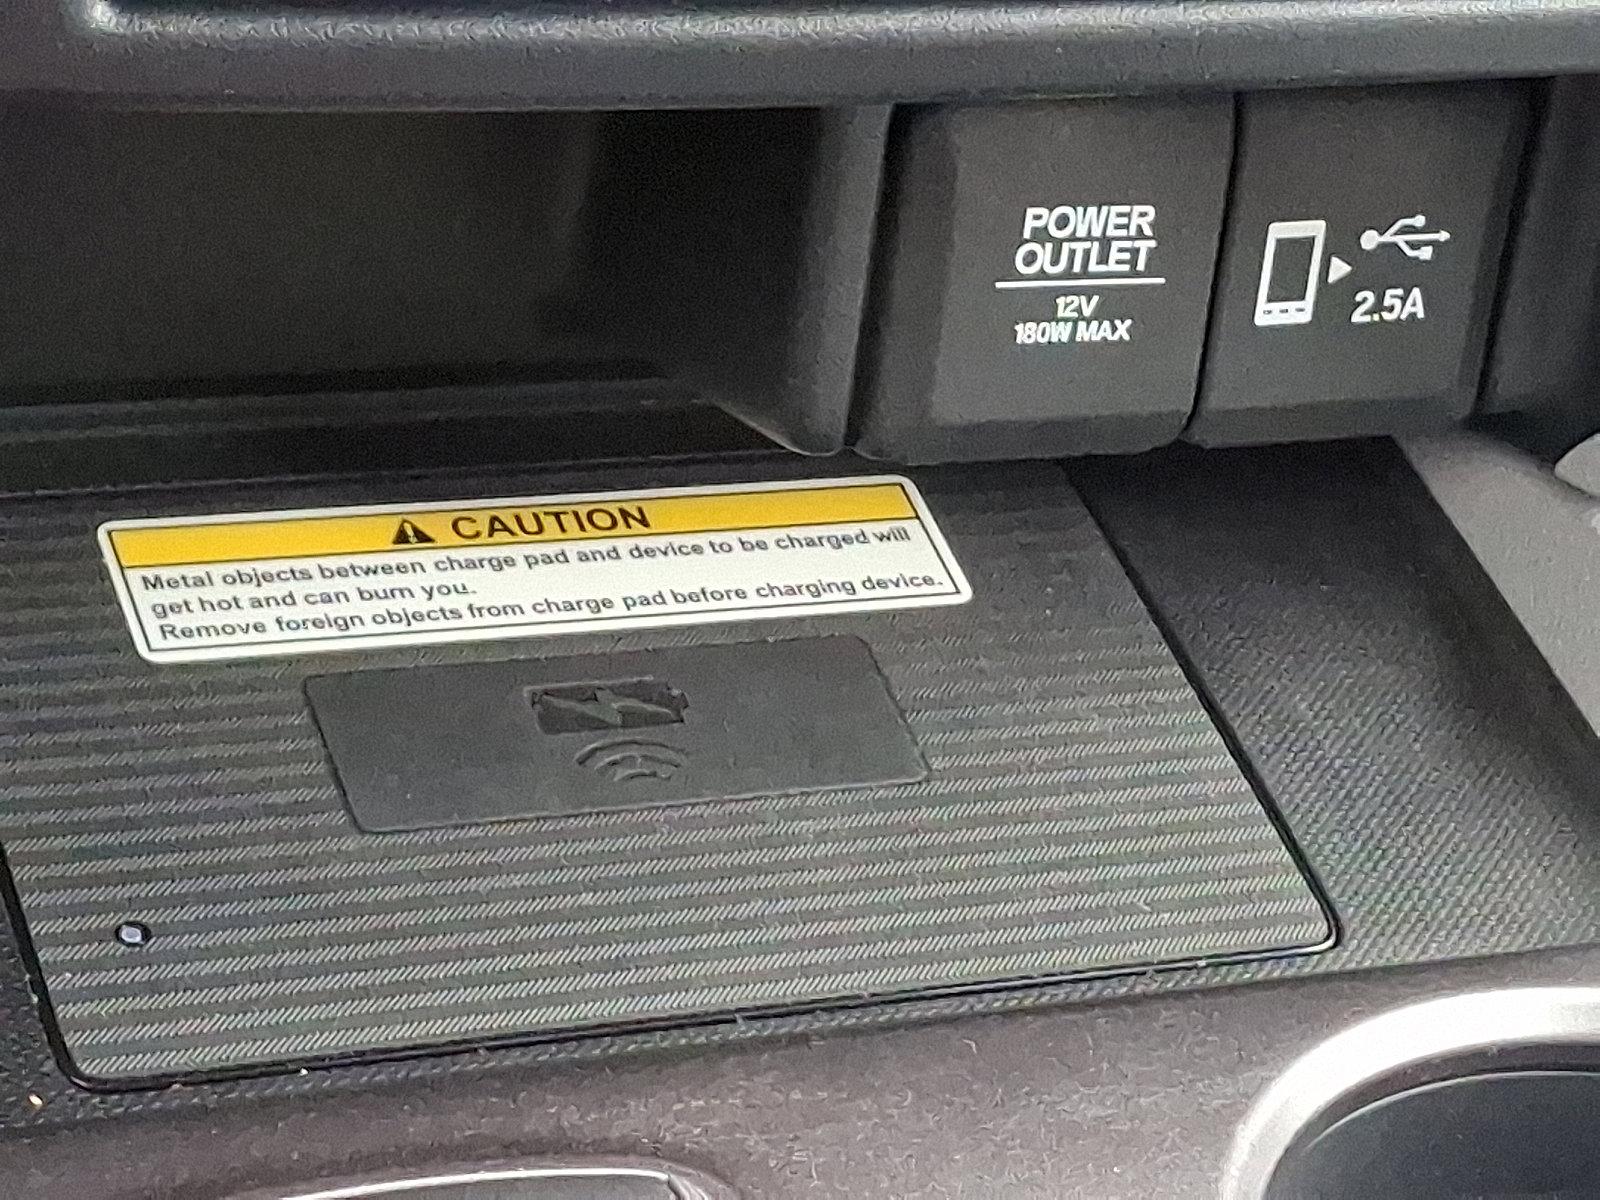 POWER
OUTLET
12V
180W MAX
2.5A
CAUTION
Metal objects between charge pad and device to be charged will
get hot and can burn you.
Remove foreign objects from charge pad before charging device.